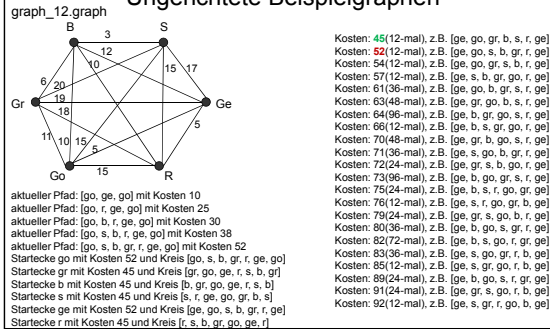 Ungerichtete Beispielgraphen
graph_12.graph
B
S
3
12
10
15
17
6
20
19
18
Gr
Ge
11
10
15
5
5
Go
15
R
aktueller Pfad: [go, ge, go] mit Kosten 10
aktueller Pfad: [go, r, ge, go] mit Kosten 25
aktueller Pfad: [go, b, r, ge, go] mit Kosten 30
aktueller Pfad: [go, s, b, r, ge, go] mit Kosten 38
aktueller Pfad: [go, s, b, gr, r, ge, go] mit Kosten 52
Startecke go mit Kosten 52 und Kreis [go, s, b, gr, r, ge, go]
Startecke gr mit Kosten 45 und Kreis [gr, go, ge, r, s, b, gr]
Startecke b mit Kosten 45 und Kreis [b, gr, go, ge, r, s, b]
Startecke s mit Kosten 45 und Kreis [s, r, ge, go, gr, b, s]
Startecke ge mit Kosten 52 und Kreis [ge, go, s, b, gr, r, ge]
Startecke r mit Kosten 45 und Kreis [r, s, b, gr, go, ge, r]
Kosten: 45(12-mal), z.B. [ge, go, gr, b, s, r, ge]
Kosten: 52(12-mal), z.B. [ge, go, s, b, gr, r, ge]
Kosten: 54(12-mal), z.B. [ge, go, gr, s, b, r, ge]
Kosten: 57(12-mal), z.B. [ge, s, b, gr, go, r, ge]
Kosten: 61(36-mal), z.B. [ge, go, b, gr, s, r, ge]
Kosten: 63(48-mal), z.B. [ge, gr, go, b, s, r, ge]
Kosten: 64(96-mal), z.B. [ge, b, gr, go, s, r, ge]
Kosten: 66(12-mal), z.B. [ge, b, s, gr, go, r, ge]
Kosten: 70(48-mal), z.B. [ge, gr, b, go, s, r, ge]
Kosten: 71(36-mal), z.B. [ge, s, go, b, gr, r, ge]
Kosten: 72(24-mal), z.B. [ge, gr, s, b, go, r, ge]
Kosten: 73(96-mal), z.B. [ge, b, go, gr, s, r, ge]
Kosten: 75(24-mal), z.B. [ge, b, s, r, go, gr, ge]
Kosten: 76(12-mal), z.B. [ge, s, r, go, gr, b, ge]
Kosten: 79(24-mal), z.B. [ge, gr, s, go, b, r, ge]
Kosten: 80(36-mal), z.B. [ge, b, go, s, gr, r, ge]
Kosten: 82(72-mal), z.B. [ge, b, s, go, r, gr, ge]
Kosten: 83(36-mal), z.B. [ge, s, go, r, gr, b, ge]
Kosten: 85(12-mal), z.B. [ge, s, gr, go, r, b, ge]
Kosten: 89(24-mal), z.B. [ge, b, go, s, r, gr, ge]
Kosten: 91(24-mal), z.B. [ge, gr, s, go, r, b, ge]
Kosten: 92(12-mal), z.B. [ge, s, gr, r, go, b, ge]